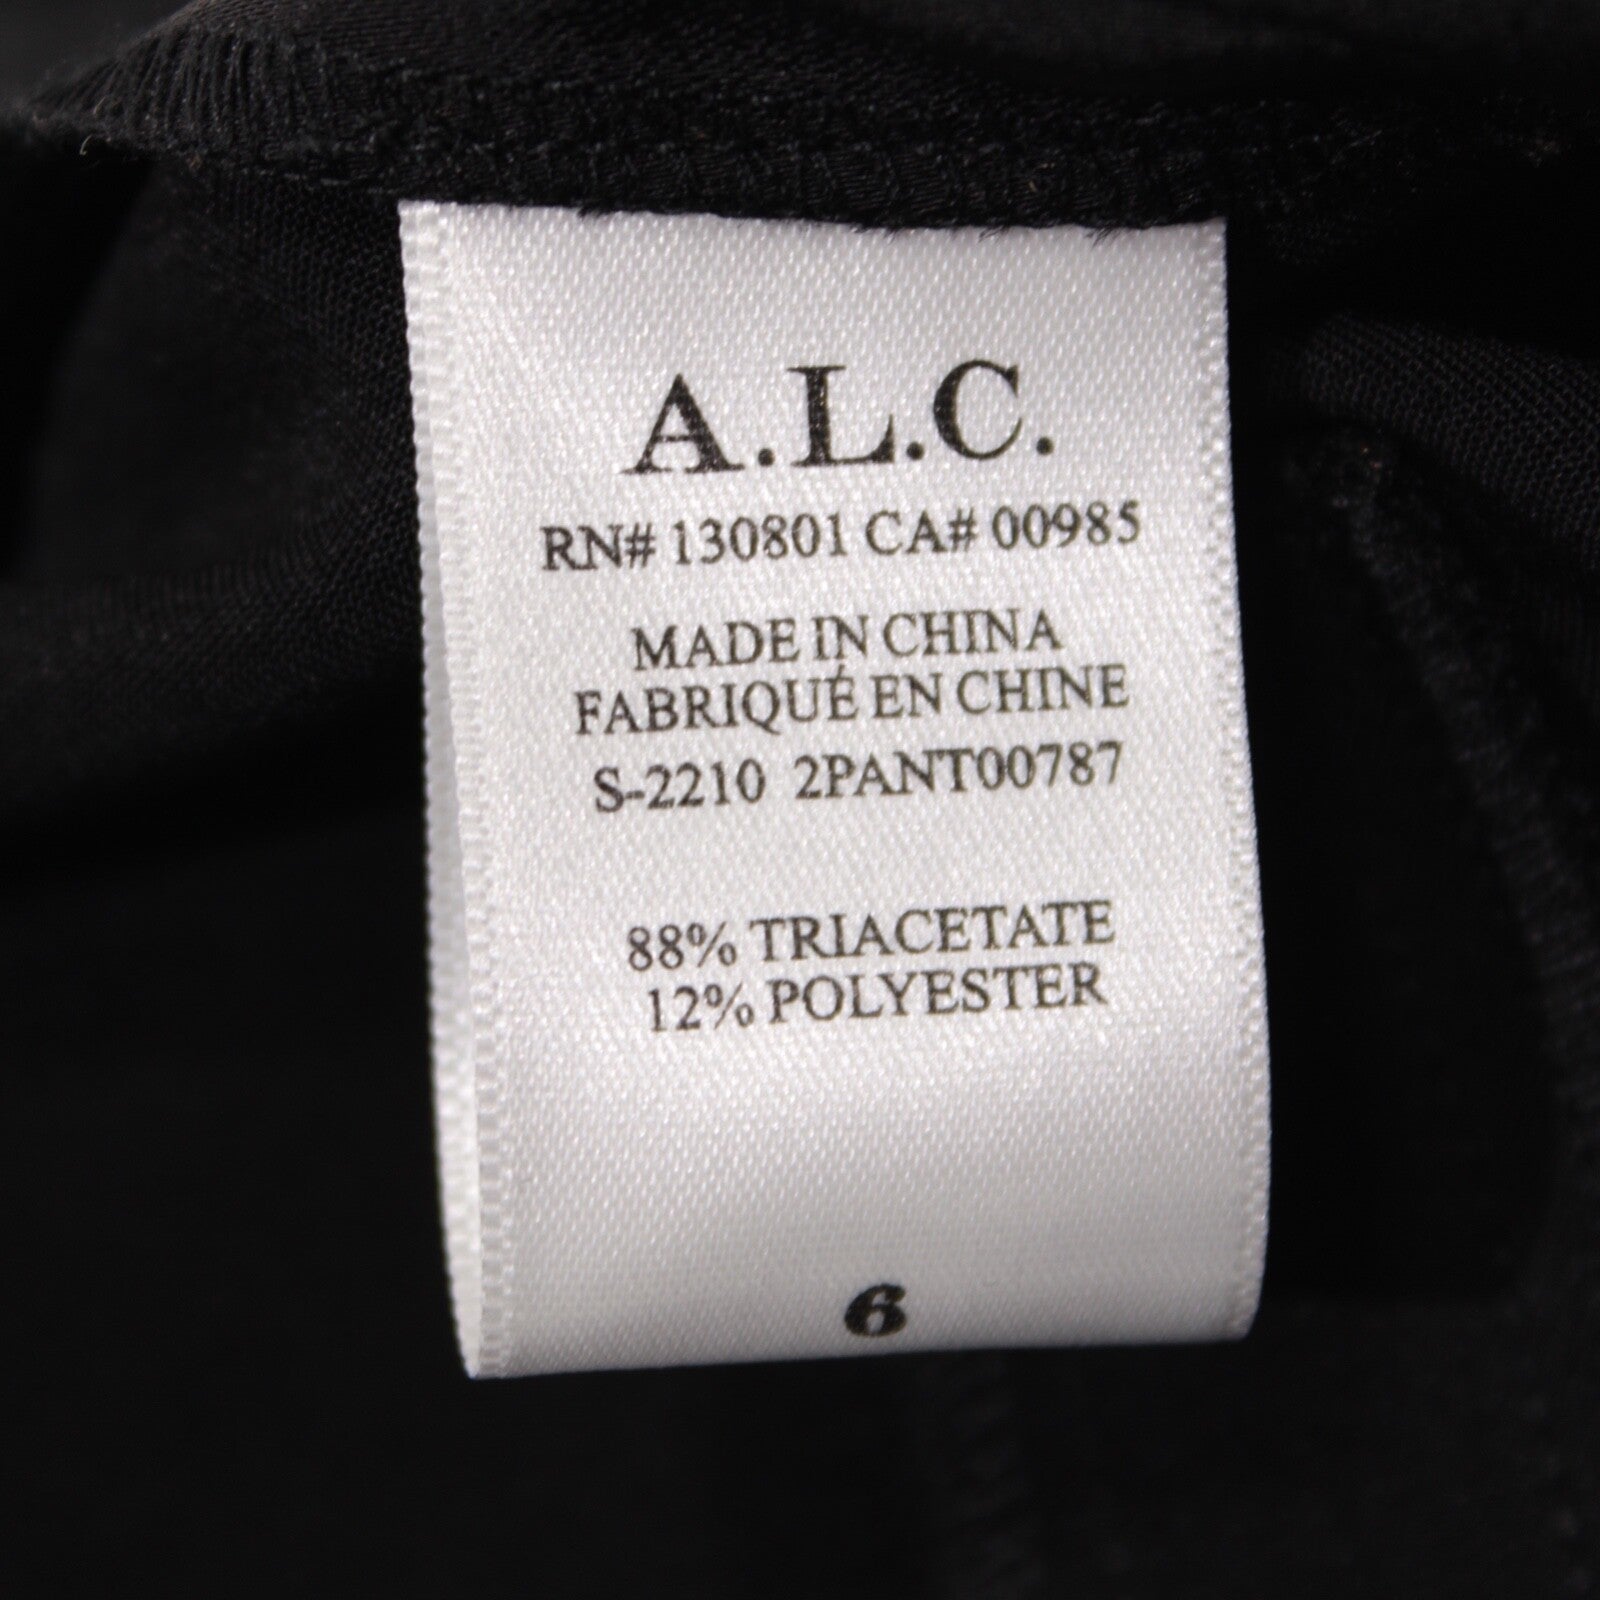 A.L.C.
RN# 130801 CA# 00985
MADE IN CHINA
FABRIQUÉ EN CHINE
S-2210 2PANT00787
88% TRIACETATE
12% POLYESTER
6